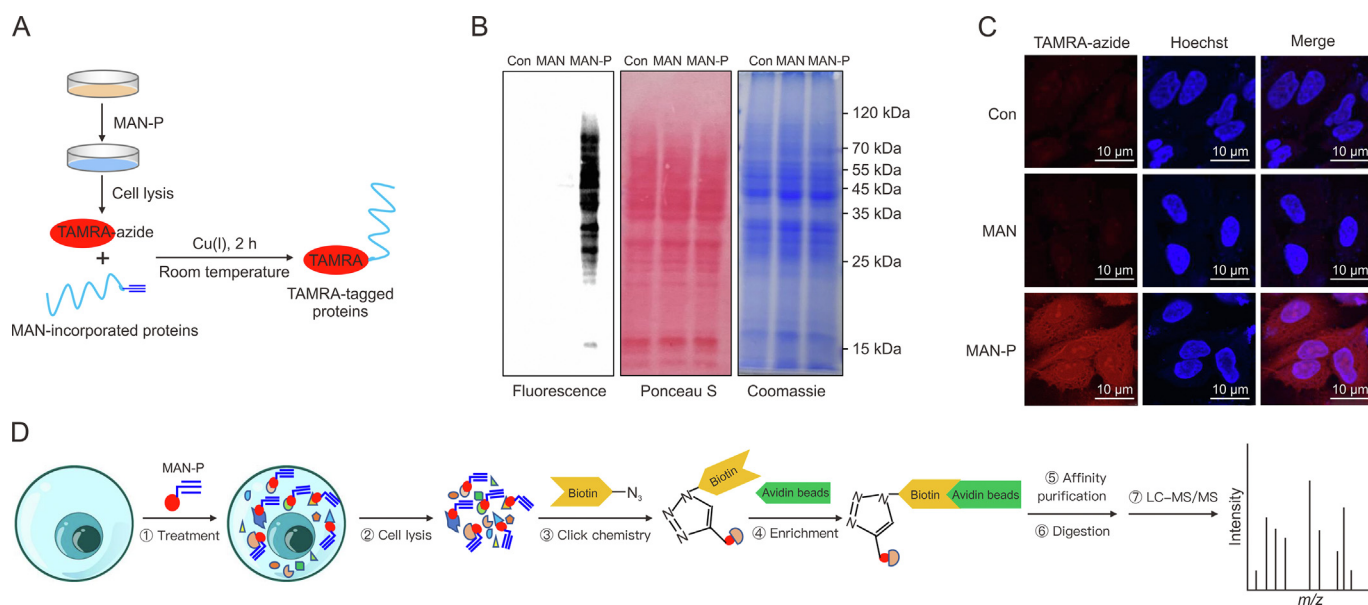 A
MAN-P
Cell lysis
TAMRA-azide
+
MAN-incorporated proteins
Cu(I), 2 h
Room temperature
TAMRA
TAMRA-tagged
proteins
B
Con MAN MAN-P
Con MAN MAN-P
Con MAN MAN-P
120 kDa
70 kDa
55 kDa
45 kDa
35 kDa
25 kDa
15 kDa
Fluorescence
Ponceau S
Coomassie
C
TAMRA-azide
Hoechst
Merge
Con
10 μm
10 μm
10 μm
MAN
10 μm
10 μm
10 μm
MAN-P
10 μm
10 μm
10 μm
D
MAN-P
① Treatment
② Cell lysis
Biotin
N3
③ Click chemistry
Biotin
N
N
N
Avidin beads
④ Enrichment
Biotin
Avidin beads
N
N
N
⑤ Affinity
purification
⑥ Digestion
⑦ LC–MS/MS
Intensity
m/z